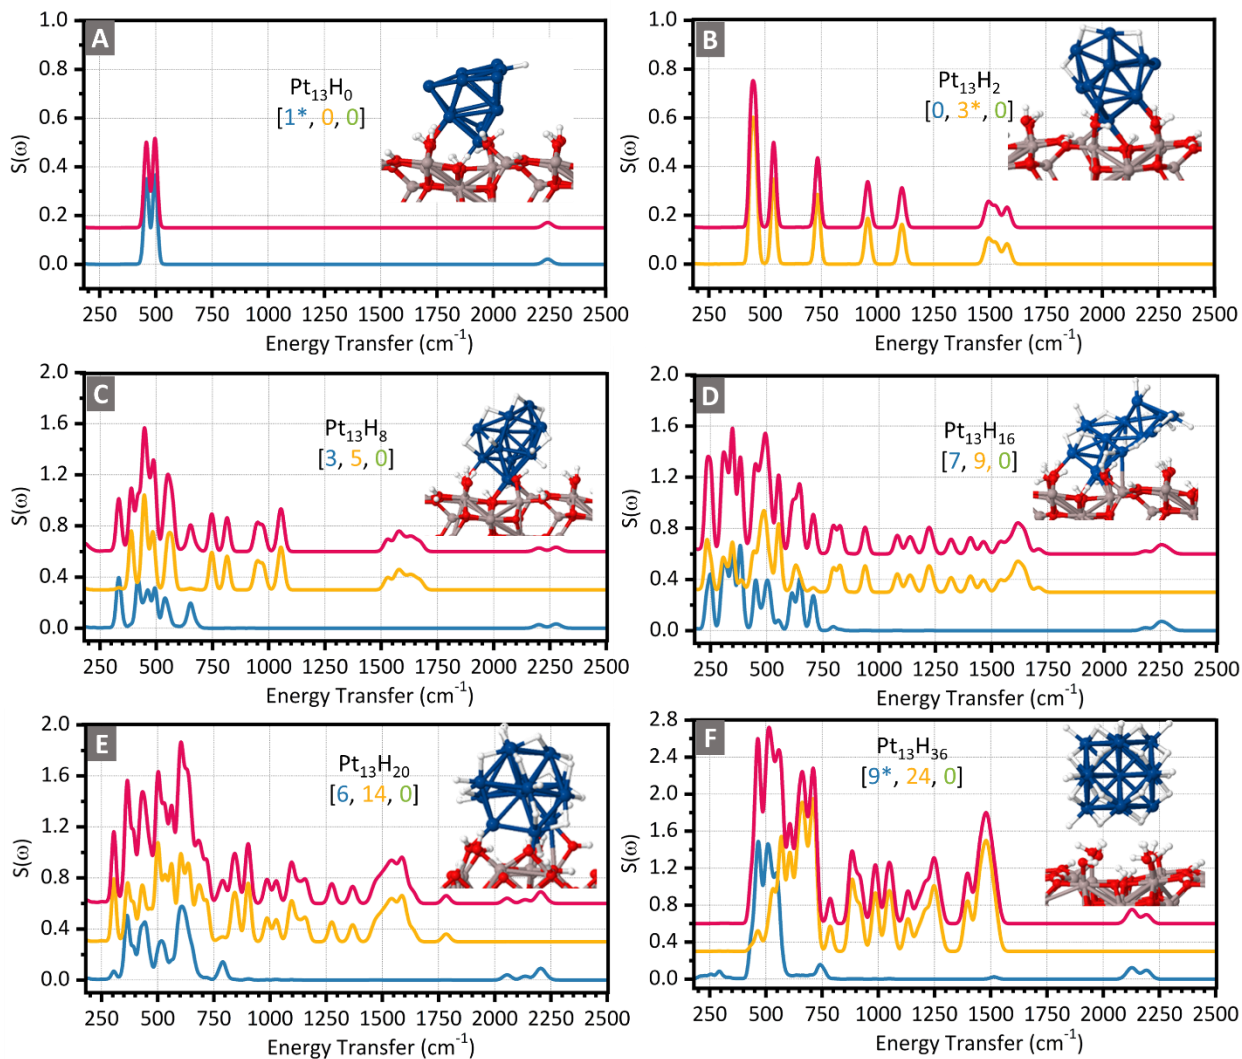 A
Pt13H0
[1*, 0, 0]
S(ω)
1.0
0.8
0.6
0.4
0.2
0.0
250 500 750 1000 1250 1500 1750 2000 2250 2500
Energy Transfer (cm-1)
B
Pt13H2
[0, 3*, 0]
S(ω)
1.0
0.8
0.6
0.4
0.2
0.0
250 500 750 1000 1250 1500 1750 2000 2250 2500
Energy Transfer (cm-1)
C
Pt13H8
[3, 5, 0]
S(ω)
2.0
1.6
1.2
0.8
0.4
0.0
250 500 750 1000 1250 1500 1750 2000 2250 2500
Energy Transfer (cm-1)
D
Pt13H16
[7, 9, 0]
S(ω)
2.0
1.6
1.2
0.8
0.4
0.0
250 500 750 1000 1250 1500 1750 2000 2250 2500
Energy Transfer (cm-1)
E
Pt13H20
[6, 14, 0]
S(ω)
2.0
1.6
1.2
0.8
0.4
0.0
250 500 750 1000 1250 1500 1750 2000 2250 2500
Energy Transfer (cm-1)
F
Pt13H36
[9*, 24, 0]
S(ω)
2.8
2.4
2.0
1.6
1.2
0.8
0.4
0.0
250 500 750 1000 1250 1500 1750 2000 2250 2500
Energy Transfer (cm-1)